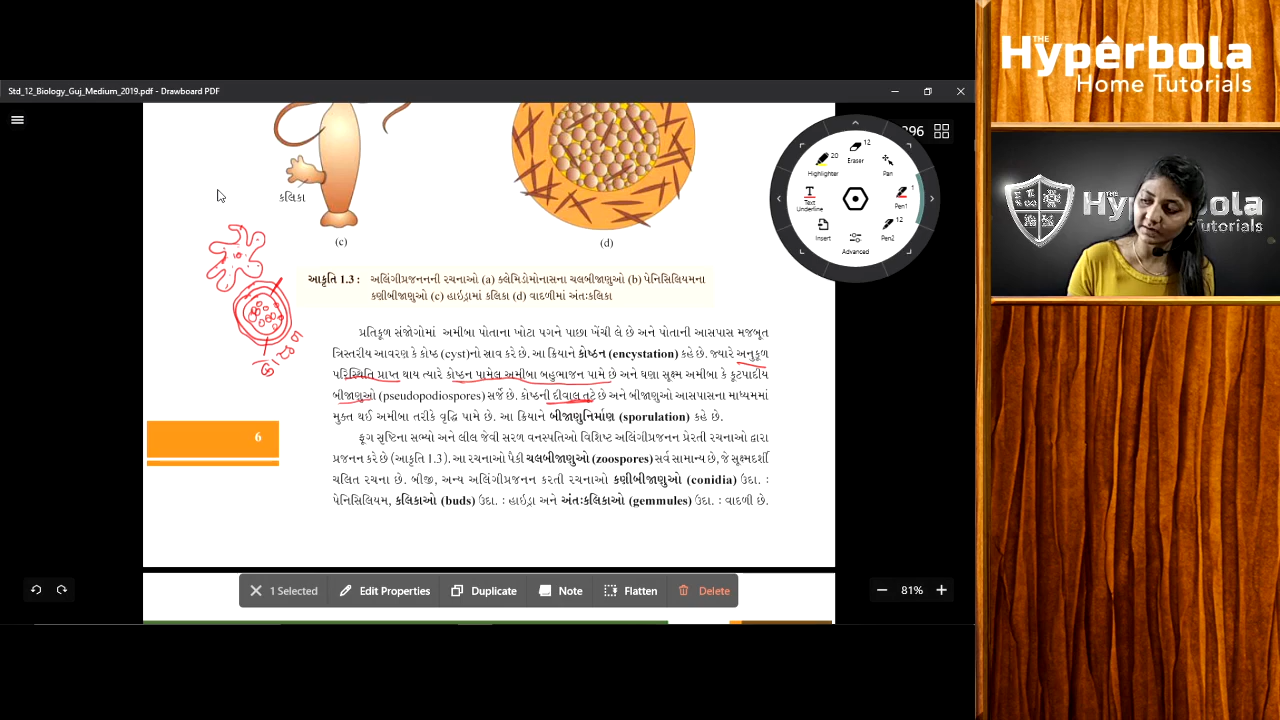 THE
Hyperbola
Home Tutorials
Std_12_Biology_Guj_Medium_2019.pdf - Drawboard PDF
396
12
Eraser
20
Highlighter
Pan
Text Underline
1
Pen1
Insert
12
Pen2
Advanced
કલિકા
(c)
(d)
આકૃતિ 1.3 : અલિંગીપ્રજનનની રચનાઓ (a) ક્લેમિડોમોનાસના ચલબીજાણુઓ (b) પેનિસિલિયમના
કણીબીજાણુઓ (c) હાઇડ્રામાં કલિકા (d) વાદળીમાં અંતઃકલિકા
પ્રતિકૂળ સંજોગોમાં અમીબા પોતાના ખોટા પગને પાછા ખેંચી લે છે અને પોતાની આસપાસ મજબૂત
ત્રિસ્તરીય આવરણ કે કોષ્ઠ (cyst)નો સ્રાવ કરે છે. આ ક્રિયાને કોષ્ઠન (encystation) કહે છે. જ્યારે અનુકૂળ
પરિસ્થિતિ પ્રાપ્ત થાય ત્યારે કોષ્ઠન પામેલ અમીબા બહુભાજન પામે છે અને ઘણા સૂક્ષ્મ અમીબા કે કૂટપાદીય
બીજાણુઓ (pseudopodiospores) સર્જે છે. કોષ્ઠની દીવાલ તૂટે છે અને બીજાણુઓ આસપાસના માધ્યમમાં
મુક્ત થઈ અમીબા તરીકે વૃદ્ધિ પામે છે. આ ક્રિયાને બીજાણુનિર્માણ (sporulation) કહે છે.
ફૂગ સૃષ્ટિના સભ્યો અને લીલ જેવી સરળ વનસ્પતિઓ વિશિષ્ટ અલિંગીપ્રજનન પ્રેરતી રચનાઓ દ્વારા
પ્રજનન કરે છે (આકૃતિ 1.3). આ રચનાઓ પૈકી ચલબીજાણુઓ (zoospores) સર્વ સામાન્ય છે, જે સૂક્ષ્મદર્શી
ચલિત રચના છે. બીજી, અન્ય અલિંગીપ્રજનન કરતી રચનાઓ કણીબીજાણુઓ (conidia) ઉદા. :
પેનિસિલિયમ, કલિકાઓ (buds) ઉદા. : હાઇડ્રા અને અંતઃકલિકાઓ (gemmules) ઉદા. : વાદળી છે.
6
1 Selected
Edit Properties
Duplicate
Note
Flatten
Delete
81%